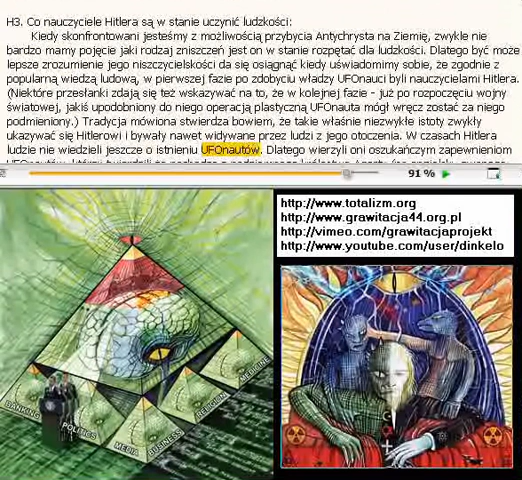 H3. Co nauczyciele Hitlera są w stanie uczynić ludzkości:
Kiedy skonfrontowani jesteśmy z możliwością przybycia Antychrysta na Ziemię, zwykle nie
bardzo mamy pojęcie jaki rodzaj zniszczeń jest on w stanie rozpętać dla ludzkości. Dlatego być może
lepsze zrozumienie jego niszczycielskości da się osiągnąć kiedy uświadomimy sobie, że zgodnie z
popularną wiedzą ludową, w pierwszej fazie po zdobyciu władzy UFOnauci byli nauczycielami Hitlera.
(Niektóre przesłanki zdają się też wskazywać na to, że w kolejnej fazie - już po rozpoczęciu wojny
światowej, jakiś upodobniony do niego operacją plastyczną UFOnauta mógł wręcz zostać za niego
podmieniony.) Tradycja mówiona stwierdza bowiem, że takie właśnie niezwykłe istoty zwykły
ukazywać się Hitlerowi i bywały nawet widywane przez ludzi z jego otoczenia. W czasach Hitlera
ludzie nie wiedzieli jeszcze o istnieniu UFOnautów. Dlatego wierzyli oni oszukańczym zapewnieniom
91 %
http://www.totalizm.org
http://www.grawitacja44.org.pl
http://vimeo.com/grawitacjaprojekt
http://www.youtube.com/user/dinkelo
BANKING
POLITICS
MEDIA
BUSINESS
RELIGION
MEDICINE